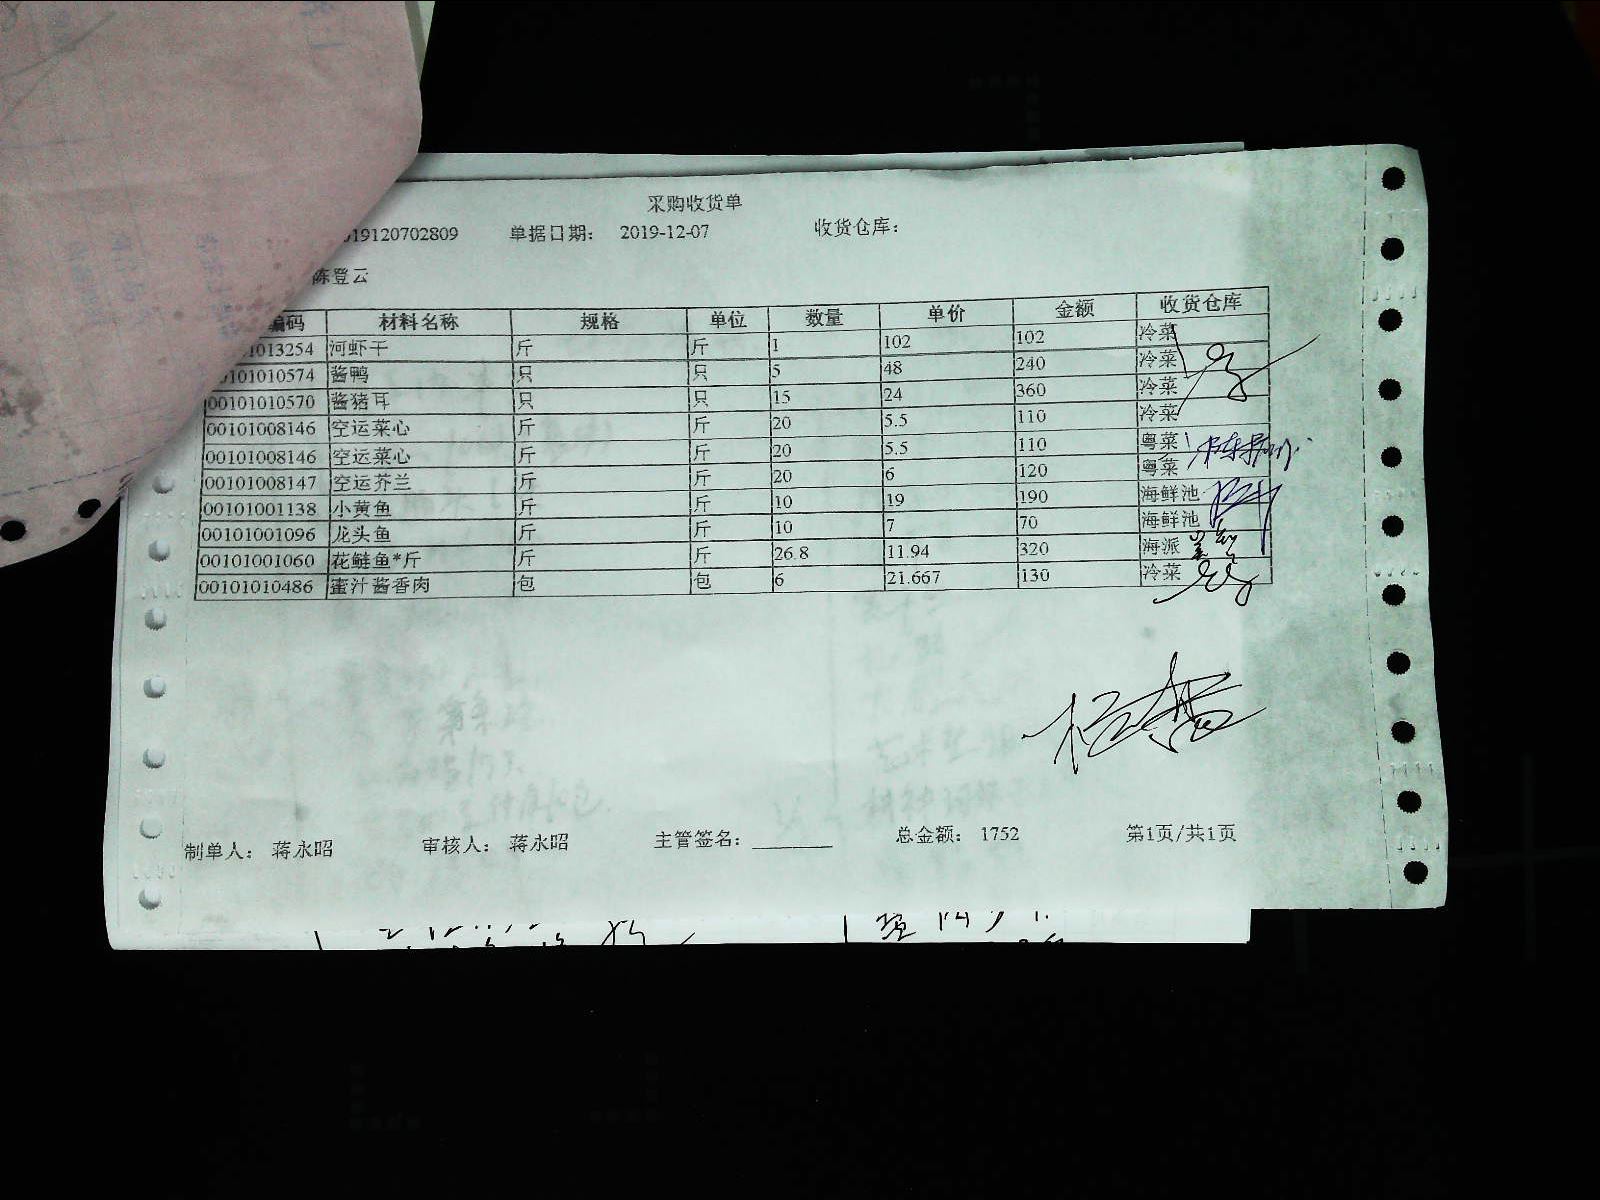 采购收货单
019120702809 单据日期: 2019-12-07 收货仓库:
陈登云
编码 材料名称 规格 单位 数量 单价 金额 收货仓库
01013254 河虾干 斤 斤 1 102 102 冷菜
00101010574 酱鸭 只 只 5 48 240 冷菜
00101010570 酱猪耳 只 只 15 24 360 冷菜
00101008146 空运菜心 斤 斤 20 5.5 110 冷菜
00101008146 空运菜心 斤 斤 20 5.5 110 粤菜
00101008147 空运芥兰 斤 斤 20 6 120 粤菜
00101001138 小黄鱼 斤 斤 10 19 190 海鲜池
00101001096 龙头鱼 斤 斤 10 7 70 海鲜池
00101001060 花鲢鱼*斤 斤 斤 26.8 11.94 320 海派
00101010486 蜜汁酱香肉 包 包 6 21.667 130 冷菜
制单人: 蒋永昭 审核人: 蒋永昭 主管签名: 总金额: 1752 第1页/共1页